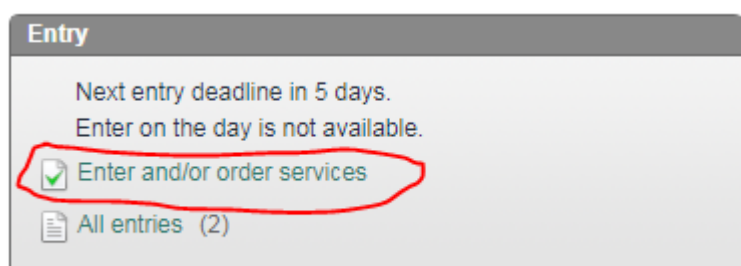 Entry
Next entry deadline in 5 days.
Enter on the day is not available.
Enter and/or order services
All entries (2)